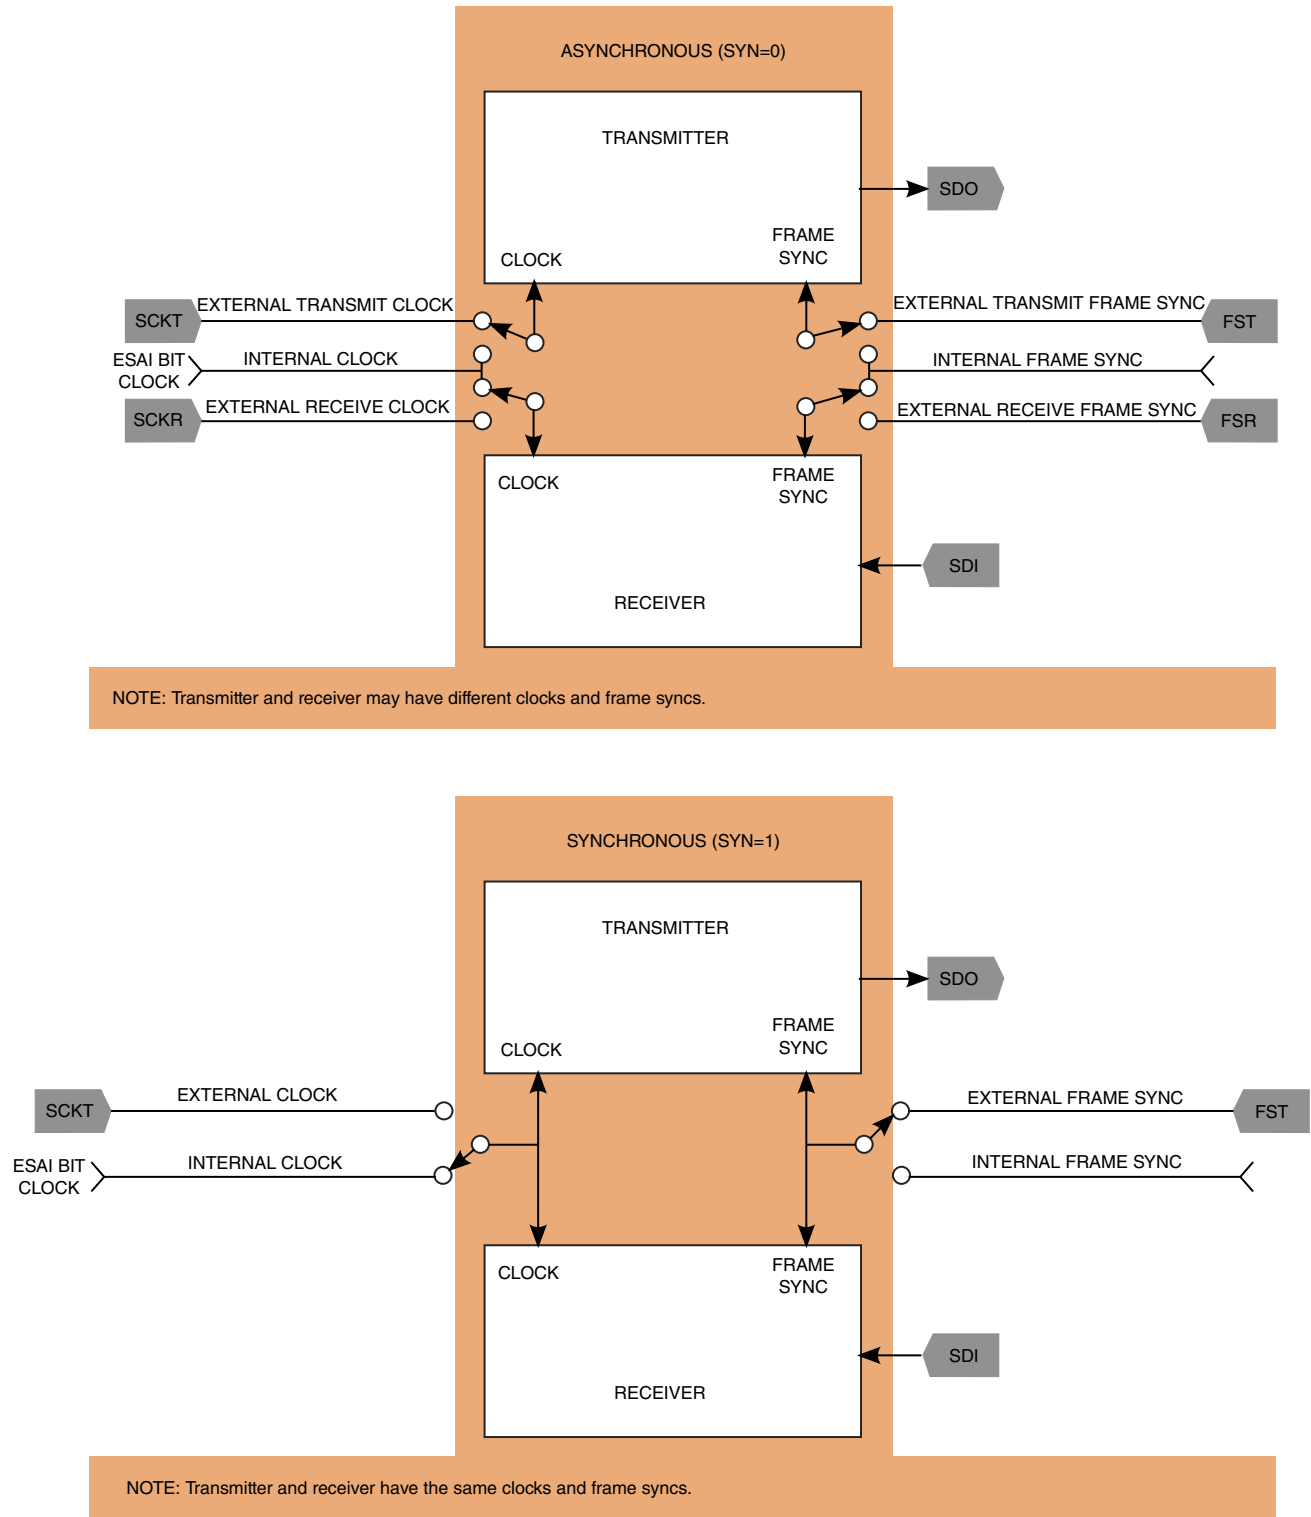 ASYNCHRONOUS (SYN=0)
TRANSMITTER
SDO
FRAME
SYNC
CLOCK
EXTERNAL TRANSMIT CLOCK
EXTERNAL TRANSMIT FRAME SYNC
SCKT
FST
ESAI BIT
CLOCK
INTERNAL CLOCK
INTERNAL FRAME SYNC
SCKR
EXTERNAL RECEIVE CLOCK
EXTERNAL RECEIVE FRAME SYNC
FSR
CLOCK
FRAME
SYNC
SDI
RECEIVER
NOTE: Transmitter and receiver may have different clocks and frame syncs.
SYNCHRONOUS (SYN=1)
TRANSMITTER
SDO
FRAME
SYNC
CLOCK
EXTERNAL CLOCK
EXTERNAL FRAME SYNC
SCKT
FST
ESAI BIT
CLOCK
INTERNAL CLOCK
INTERNAL FRAME SYNC
CLOCK
FRAME
SYNC
SDI
RECEIVER
NOTE: Transmitter and receiver have the same clocks and frame syncs.